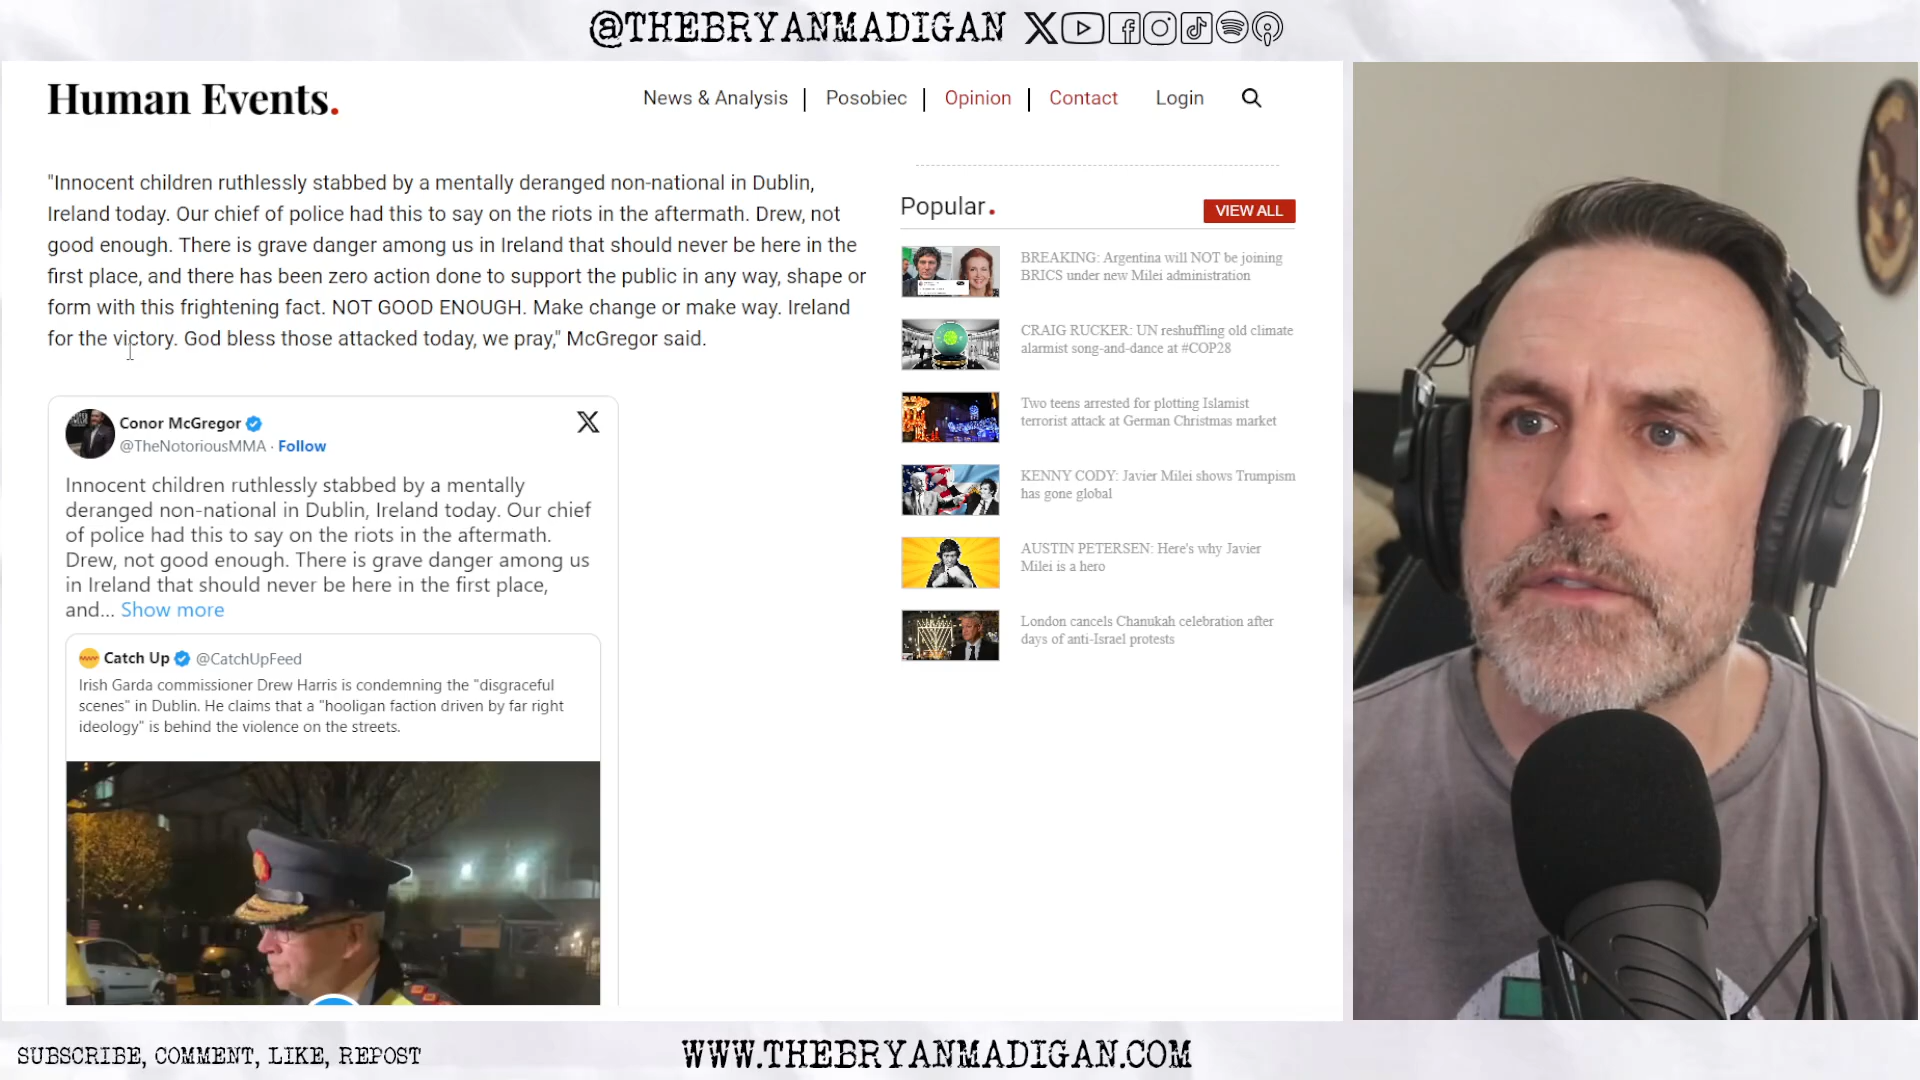 @THEBRYANMADIGAN
Human Events.
News & Analysis | Posobiec | Opinion | Contact Login
"Innocent children ruthlessly stabbed by a mentally deranged non-national in Dublin,
Ireland today. Our chief of police had this to say on the riots in the aftermath. Drew, not
good enough. There is grave danger among us in Ireland that should never be here in the
first place, and there has been zero action done to support the public in any way, shape or
form with this frightening fact. NOT GOOD ENOUGH. Make change or make way. Ireland
for the victory. God bless those attacked today, we pray," McGregor said.
Conor McGregor
@TheNotoriousMMA · Follow
Innocent children ruthlessly stabbed by a mentally
deranged non-national in Dublin, Ireland today. Our chief
of police had this to say on the riots in the aftermath.
Drew, not good enough. There is grave danger among us
in Ireland that should never be here in the first place,
and... Show more
Catch Up @CatchUpFeed
Irish Garda commissioner Drew Harris is condemning the "disgraceful
scenes" in Dublin. He claims that a "hooligan faction driven by far right
ideology" is behind the violence on the streets.
Popular.
VIEW ALL
BREAKING: Argentina will NOT be joining
BRICS under new Milei administration
CRAIG RUCKER: UN reshuffling old climate
alarmist song-and-dance at #COP28
Two teens arrested for plotting Islamist
terrorist attack at German Christmas market
KENNY CODY: Javier Milei shows Trumpism
has gone global
AUSTIN PETERSEN: Here's why Javier
Milei is a hero
London cancels Chanukah celebration after
days of anti-Israel protests
SUBSCRIBE, COMMENT, LIKE, REPOST
WWW.THEBRYANMADIGAN.COM